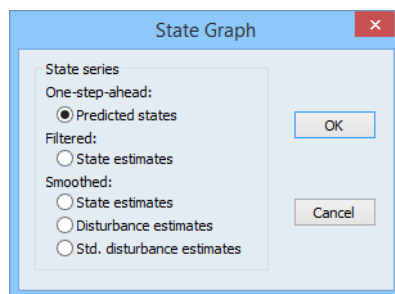 State Graph
State series
One-step-ahead:
Predicted states
Filtered:
State estimates
Smoothed:
State estimates
Disturbance estimates
Std. disturbance estimates
OK
Cancel